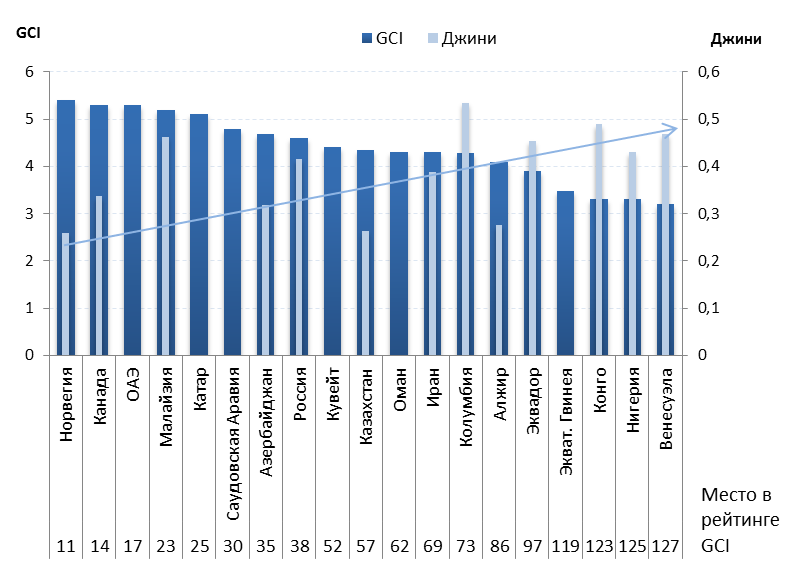 GCI
GCI Джини
Джини
6 0,6
5 0,5
4 0,4
3 0,3
2 0,2
1 0,1
0 0
Норвегия
Канада
ОАЭ
Малайзия
Катар
Саудовская Аравия
Азербайджан
Россия
Кувейт
Казахстан
Оман
Иран
Колумбия
Алжир
Эквадор
Экват. Гвинея
Конго
Нигерия
Венесуэла
Место в
рейтинге
11 14 17 23 25 30 35 38 52 57 62 69 73 86 97 119 123 125 127 GCI